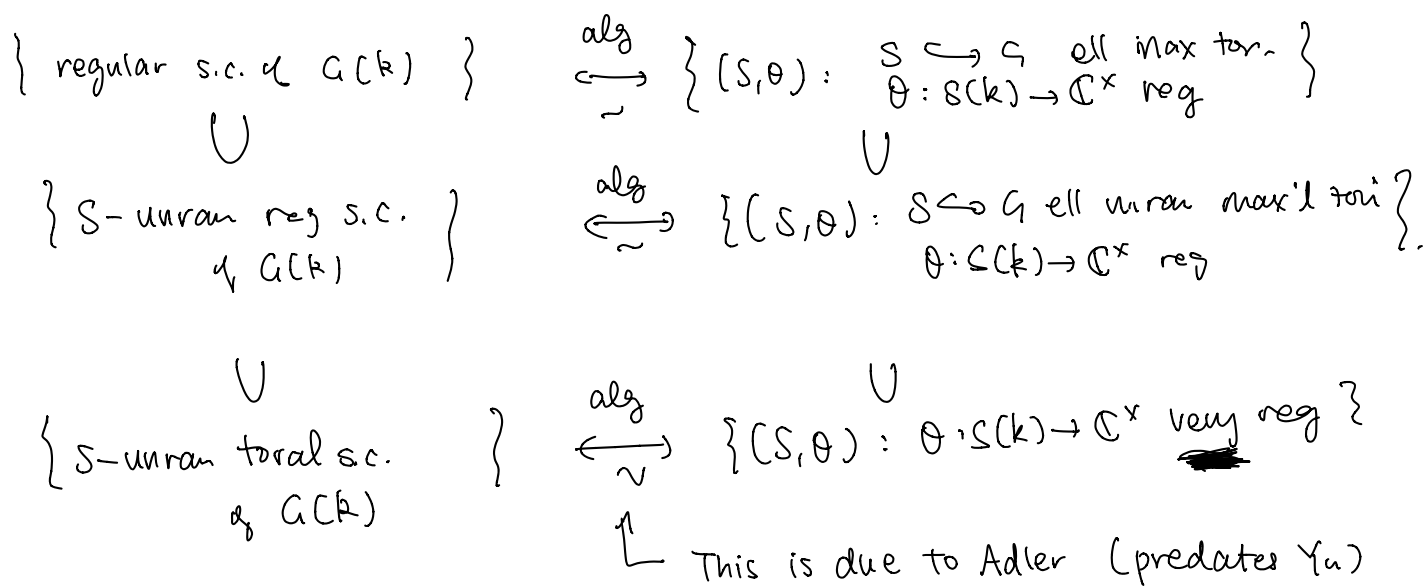 { regular s.c. of G(k) } alg ⟷ ~ { (S,θ) : S ↪ G ell max tor.
θ : S(k) → ℂ^× reg }
∪ ∪
{ S-unram reg s.c. of G(k) } alg ⟷ ~ { (S,θ) : S ↪ G ell unram max'l tori
θ : S(k) → ℂ^× reg }.
∪ ∪
{ S-unram toral s.c. of G(k) } alg ⟷ ~ { (S,θ) : θ : S(k) → ℂ^× very reg }
This is due to Adler (predates Yu)